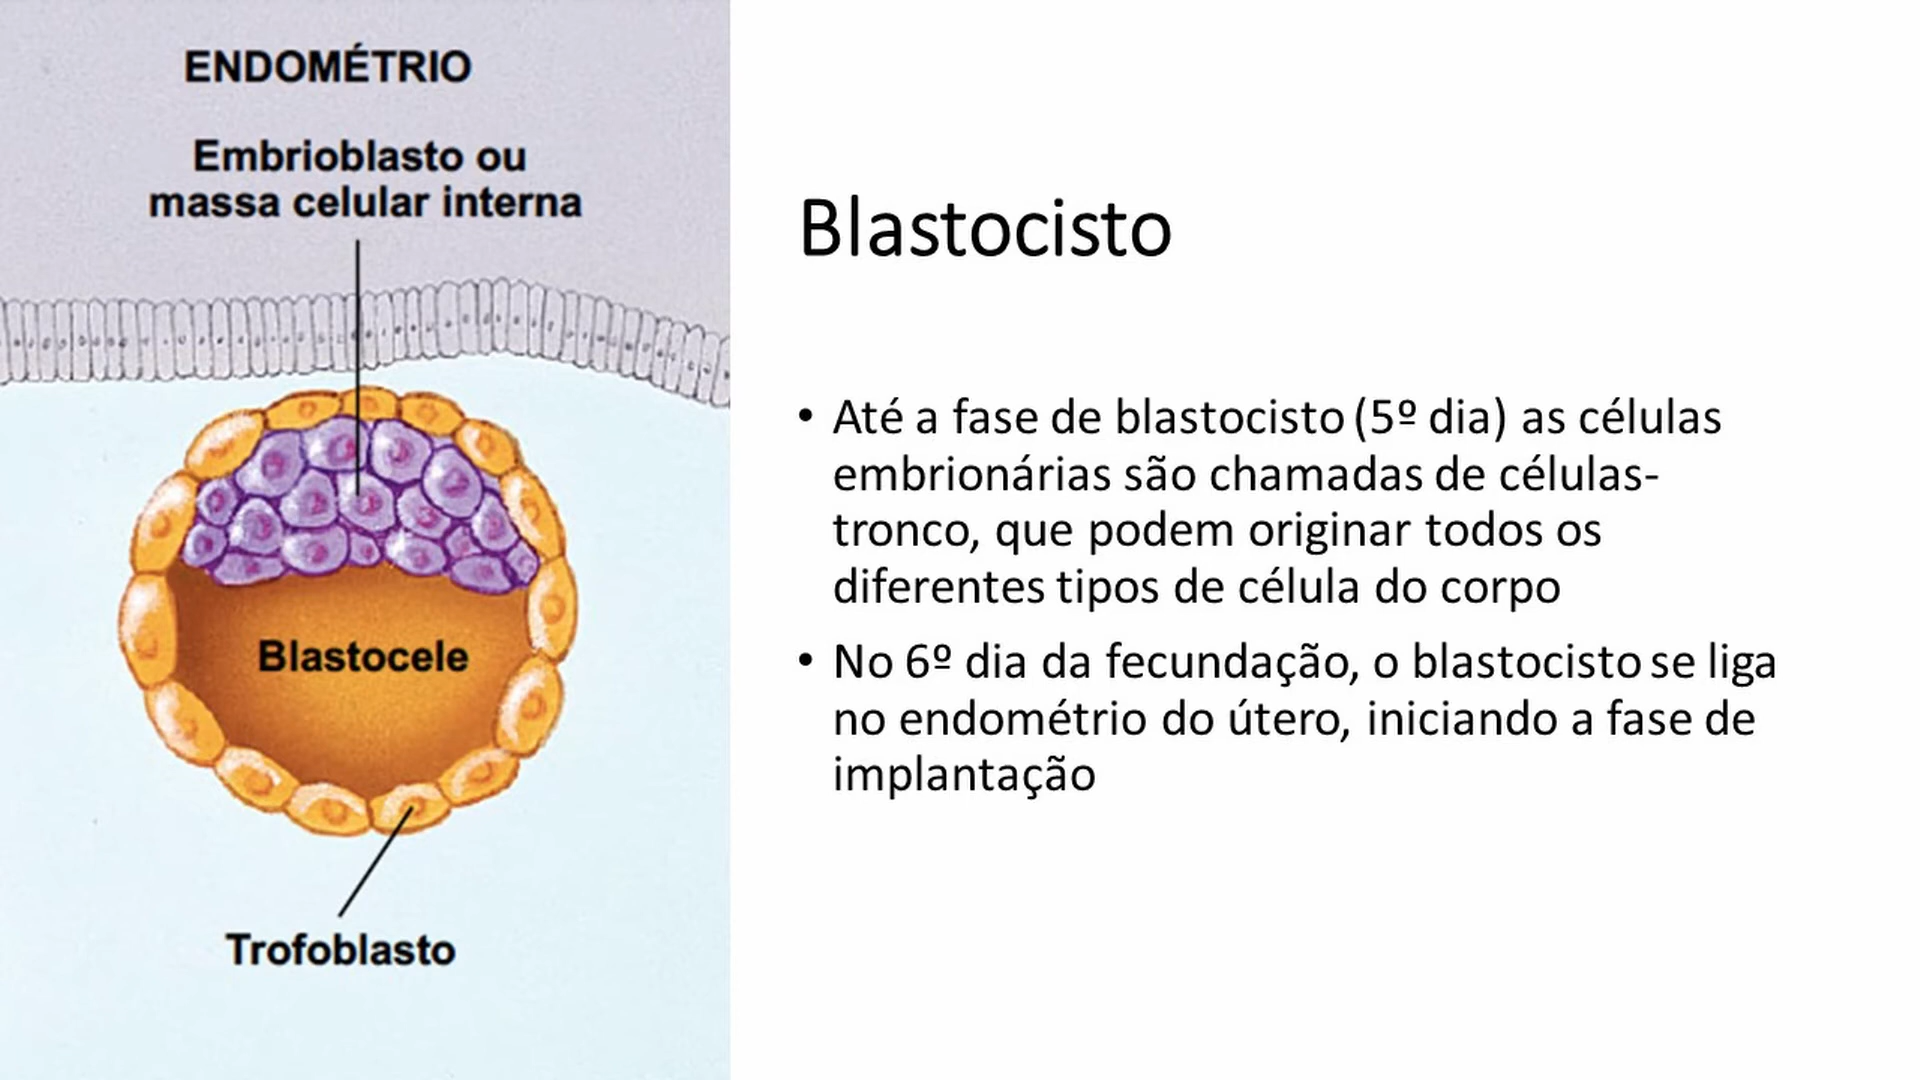 ENDOMÉTRIO
Embrioblasto ou
massa celular interna
Blastocele
Trofoblasto
Blastocisto
• Até a fase de blastocisto (5º dia) as células
embrionárias são chamadas de células-
tronco, que podem originar todos os
diferentes tipos de célula do corpo
• No 6º dia da fecundação, o blastocisto se liga
no endométrio do útero, iniciando a fase de
implantação